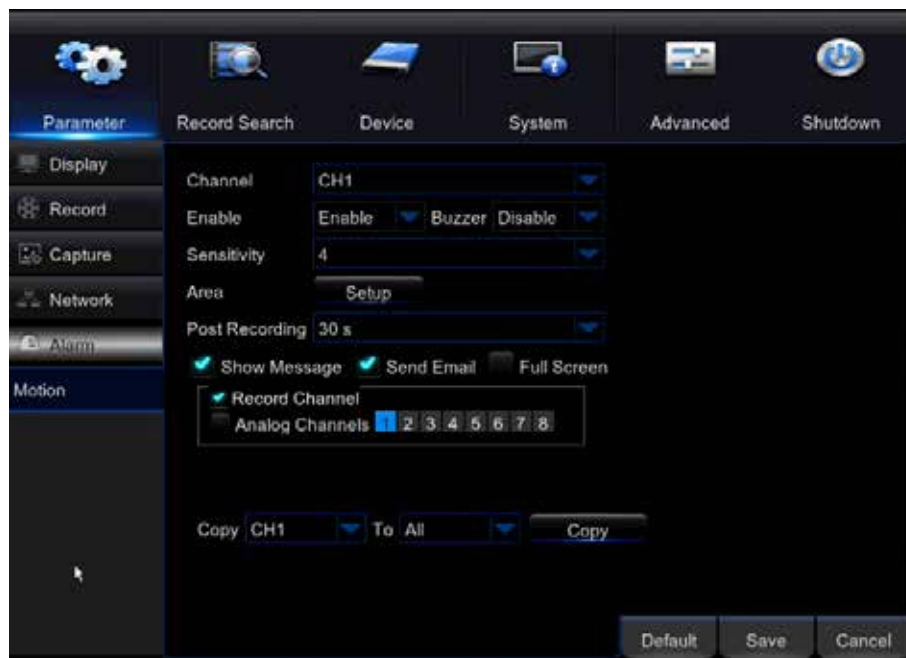 Parameter Record Search Device System Advanced Shutdown
Display
Record
Capture
Network
Alarm
Motion
Channel CH1
Enable Enable Buzzer Disable
Sensitivity 4
Area Setup
Post Recording 30 s
Show Message Send Email Full Screen
Record Channel
Analog Channels 1 2 3 4 5 6 7 8
Copy CH1 To All Copy
Default Save Cancel